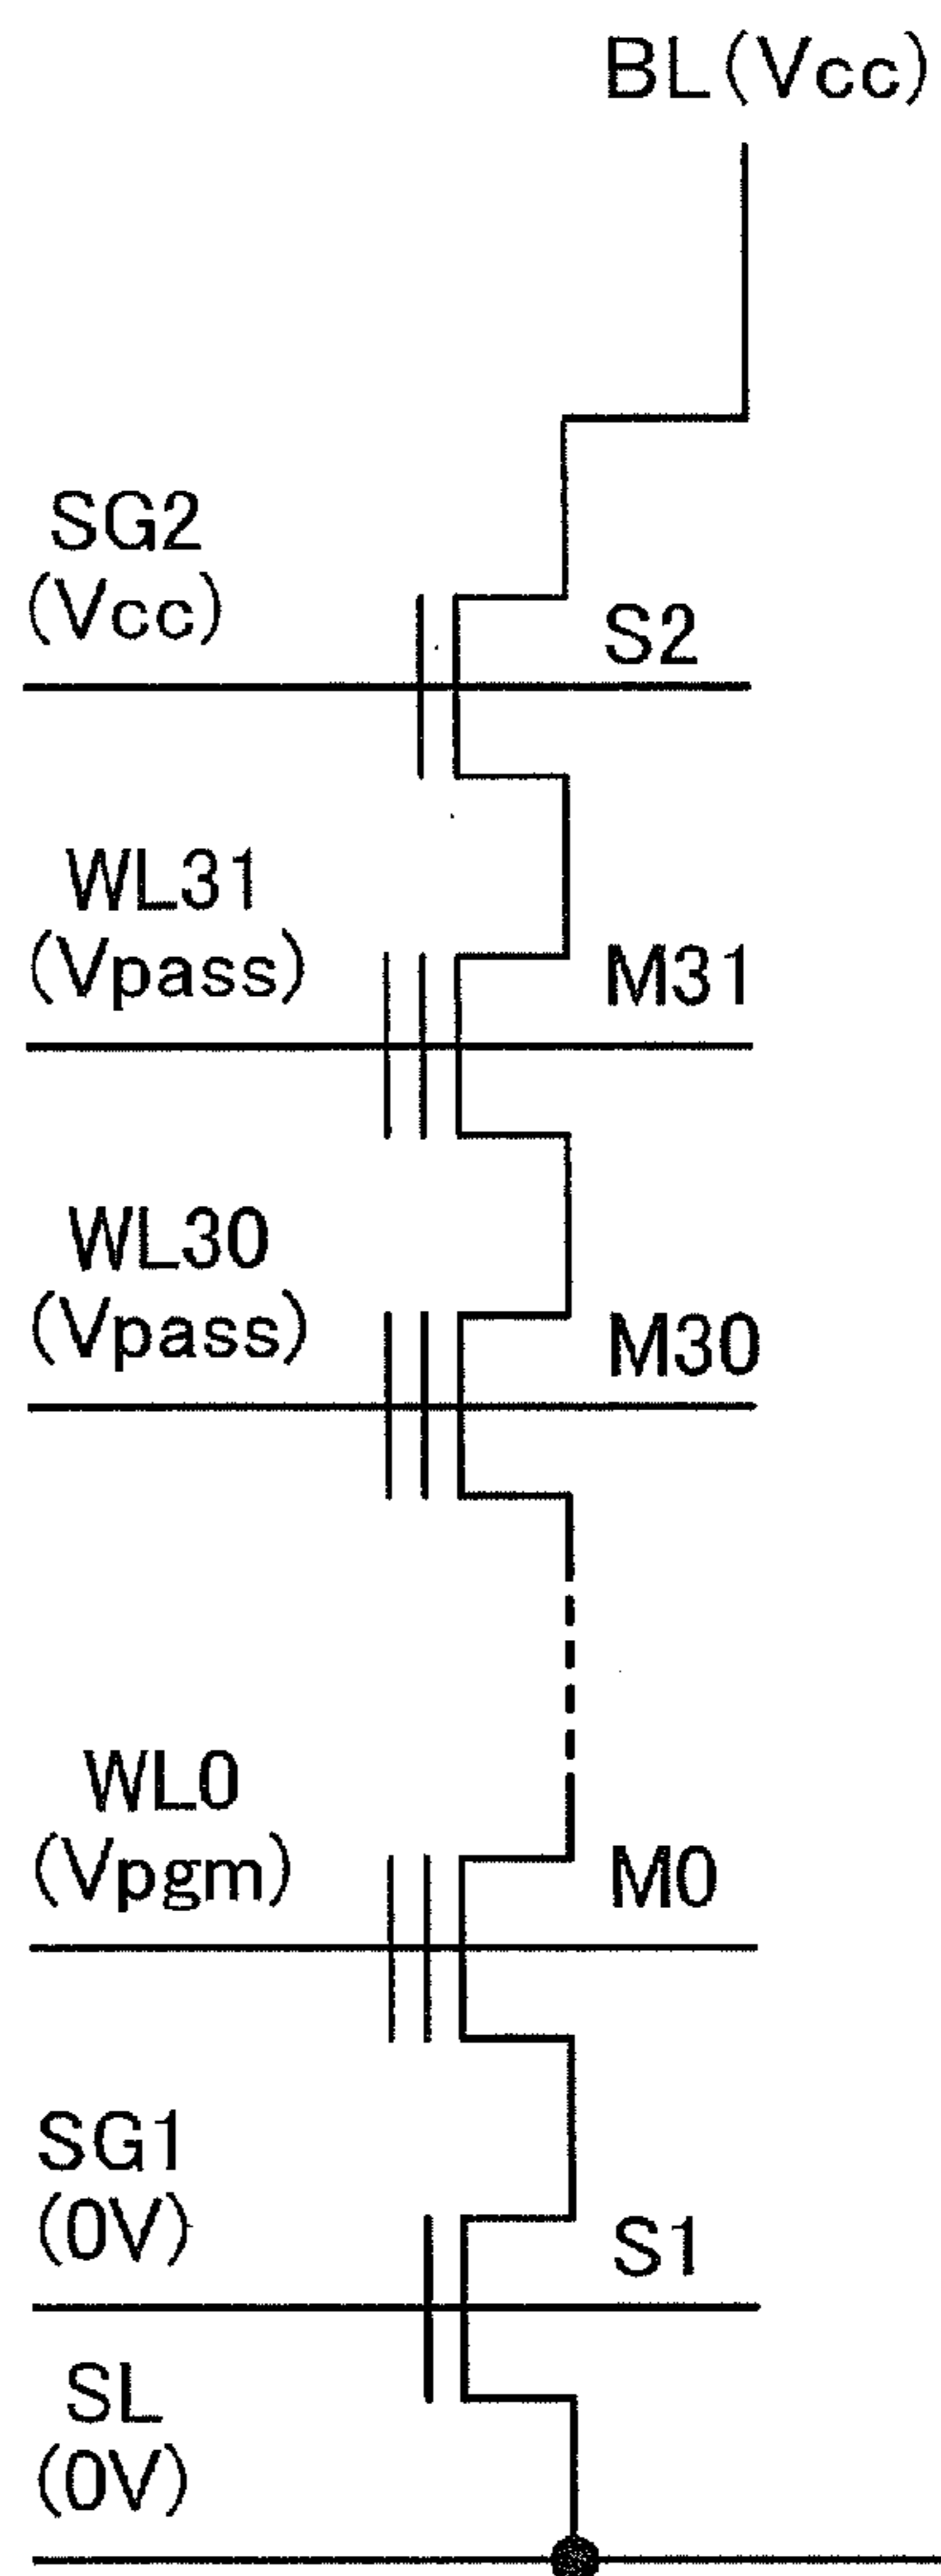 BL(Vcc)
SG2
(Vcc)
S2
WL31
(Vpass)
M31
WL30
(Vpass)
M30
WL0
(Vpgm)
M0
SG1
(0V)
S1
SL
(0V)